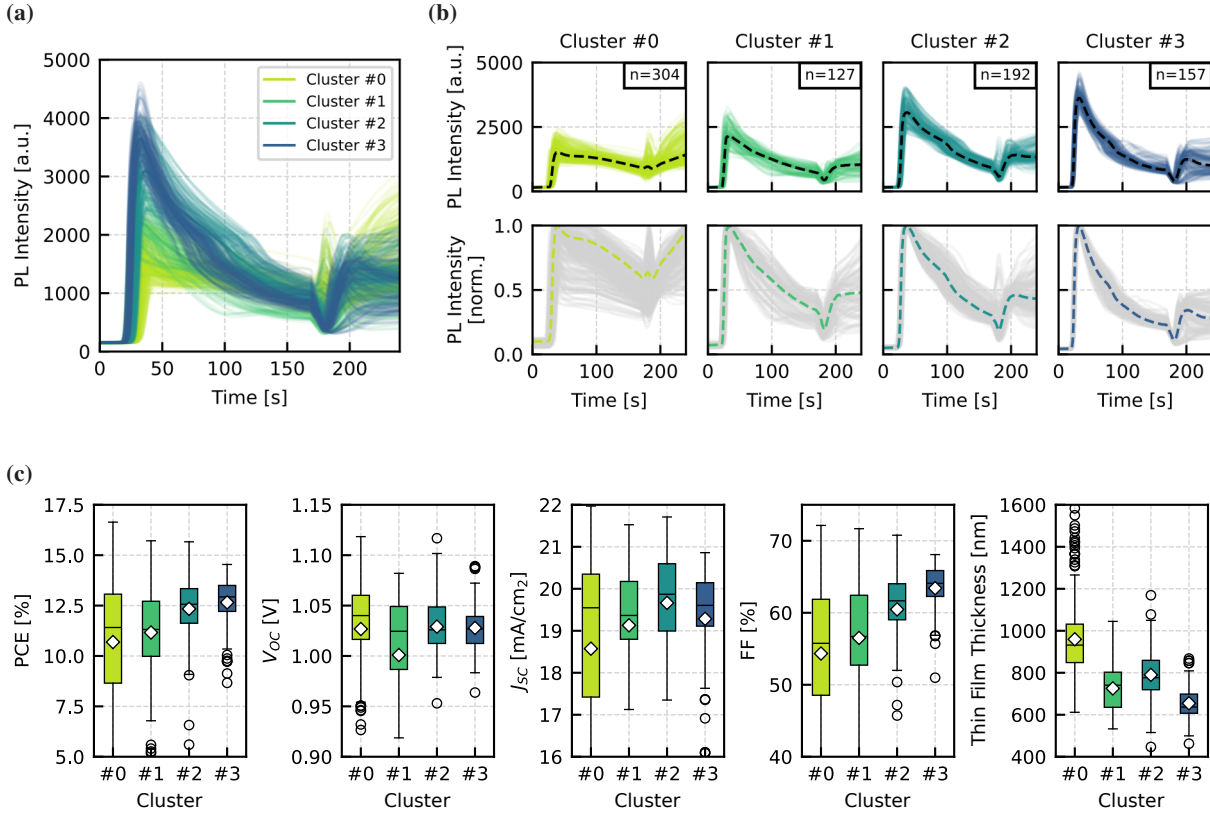 (a)
PL Intensity [a.u.]
5000
4000
3000
2000
1000
0
0 50 100 150 200
Time [s]
Cluster #0
Cluster #1
Cluster #2
Cluster #3
(b)
Cluster #0 Cluster #1 Cluster #2 Cluster #3
PL Intensity [a.u.]
5000
2500
0
n=304 n=127 n=192 n=157
PL Intensity
[norm.]
1.0
0.5
0.0
0 100 200 0 100 200 0 100 200 0 100 200
Time [s] Time [s] Time [s] Time [s]
(c)
PCE [%]
17.5
15.0
12.5
10.0
7.5
5.0
#0 #1 #2 #3
Cluster
VOC [V]
1.15
1.10
1.05
1.00
0.95
0.90
#0 #1 #2 #3
Cluster
JSC [mA/cm2]
22
21
20
19
18
17
16
#0 #1 #2 #3
Cluster
FF [%]
70
60
50
40
#0 #1 #2 #3
Cluster
Thin Film Thickness [nm]
1600
1400
1200
1000
800
600
400
#0 #1 #2 #3
Cluster